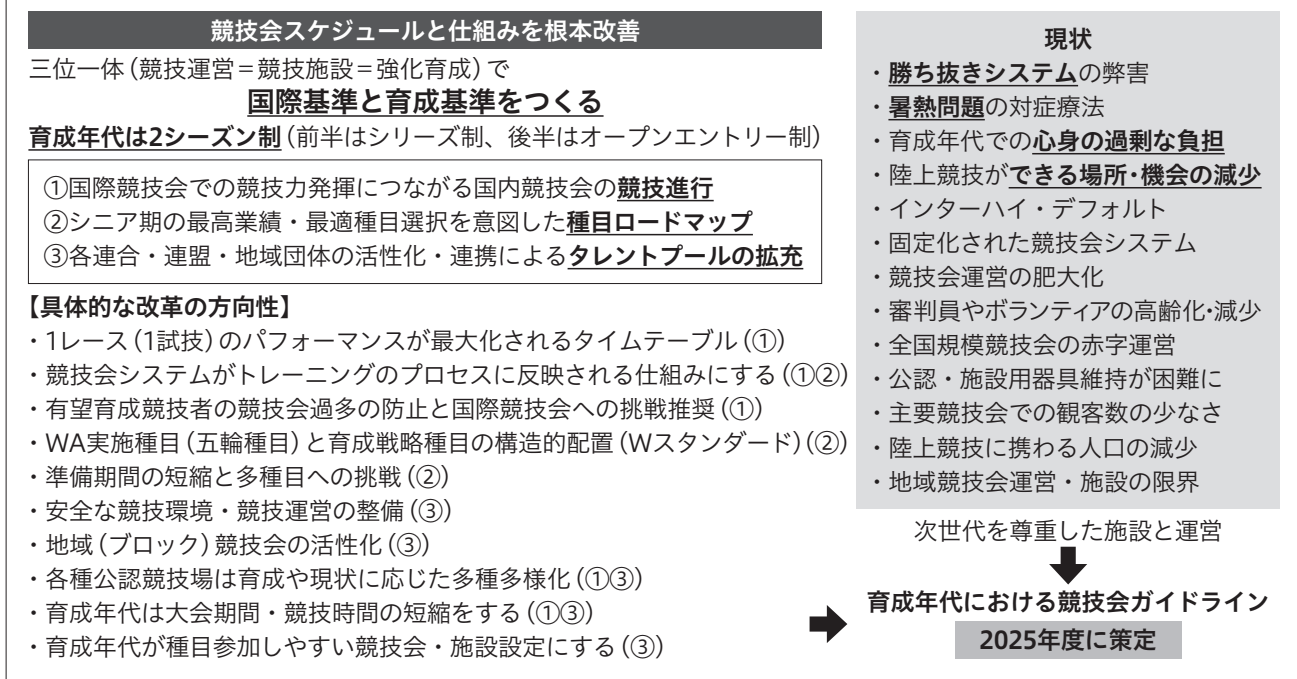 競技会スケジュールと仕組みを根本改善
三位一体(競技運営=競技施設=強化育成)で
国際基準と育成基準をつくる
育成年代は2シーズン制(前半はシリーズ制、後半はオープンエントリー制)
①国際競技会での競技力発揮につながる国内競技会の競技進行
②シニア期の最高業績・最適種目選択を意図した種目ロードマップ
③各連合・連盟・地域団体の活性化・連携によるタレントプールの拡充
【具体的な改革の方向性】
・1レース(1試技)のパフォーマンスが最大化されるタイムテーブル(①)
・競技会システムがトレーニングのプロセスに反映される仕組みにする(①②)
・有望育成競技者の競技会過多の防止と国際競技会への挑戦推奨(①)
・WA実施種目(五輪種目)と育成戦略種目の構造的配置(Wスタンダード)(②)
・準備期間の短縮と多種目への挑戦(②)
・安全な競技環境・競技運営の整備(③)
・地域(ブロック)競技会の活性化(③)
・各種公認競技場は育成や現状に応じた多種多様化(①③)
・育成年代は大会期間・競技時間の短縮をする(①③)
・育成年代が種目参加しやすい競技会・施設設定にする(③)
現状
・勝ち抜きシステムの弊害
・暑熱問題の対症療法
・育成年代での心身の過剰な負担
・陸上競技ができる場所・機会の減少
・インターハイ・デフォルト
・固定化された競技会システム
・競技会運営の肥大化
・審判員やボランティアの高齢化・減少
・全国規模競技会の赤字運営
・公認・施設用器具維持が困難に
・主要競技会での観客数の少なさ
・陸上競技に携わる人口の減少
・地域競技会運営・施設の限界
次世代を尊重した施設と運営
育成年代における競技会ガイドライン
2025年度に策定